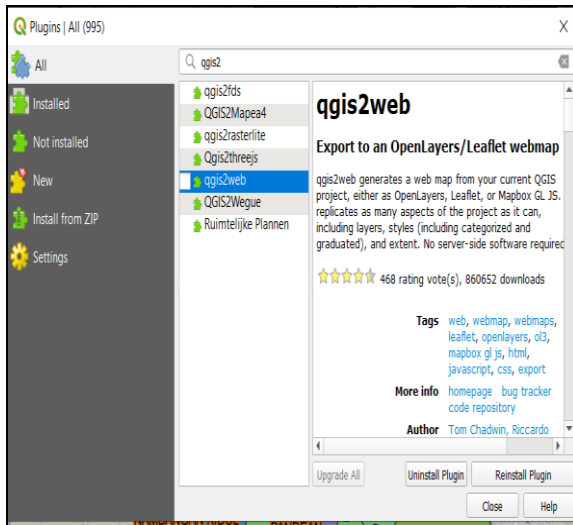 Plugins | All (995)
X
All
Installed
Not installed
New
Install from ZIP
Settings
qgis2
qgis2fds
QGIS2Mapea4
qgis2rasterlite
Qgis2threejs
qgis2web
QGIS2Wegue
Ruimtelijke Plannen
qgis2web
Export to an OpenLayers/Leaflet webmap
qgis2web generates a web map from your current QGIS
project, either as OpenLayers, Leaflet, or Mapbox GL JS.
replicates as many aspects of the project as it can,
including layers, styles (including categorized and
graduated), and extent. No server-side software required
468 rating vote(s), 860652 downloads
Tags web, webmap, webmaps,
leaflet, openlayers, ol3,
mapbox gl js, html,
javascript, css, export
More info homepage bug tracker
code repository
Author Tom Chadwin, Riccardo
Upgrade All Uninstall Plugin Reinstall Plugin
Close Help